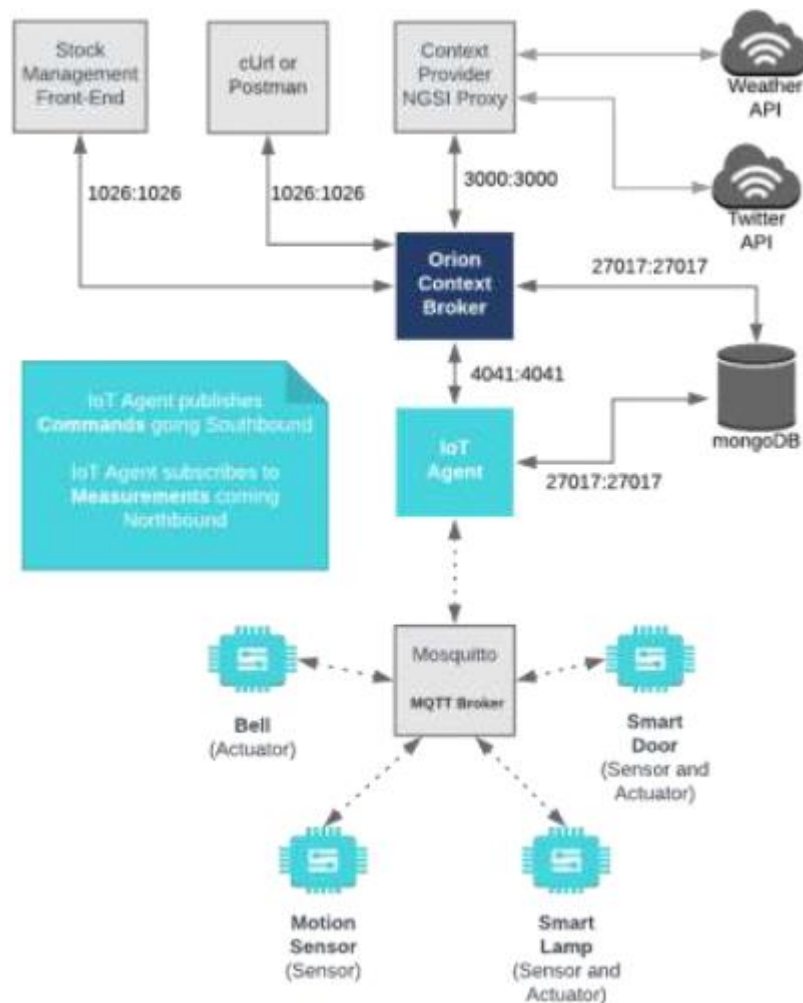 Stock
Management
Front-End
cUrl or
Postman
Context
Provider
NGSI Proxy
Weather
API
1026:1026
1026:1026
3000:3000
Twitter
API
Orion
Context
Broker
27017:27017
4041:4041
IoT Agent publishes
Commands going Southbound
IoT Agent subscribes to
Measurements coming
Northbound
IoT
Agent
mongoDB
27017:27017
Mosquitto
MQTT Broker
Bell
(Actuator)
Smart
Door
(Sensor and
Actuator)
Motion
Sensor
(Sensor)
Smart
Lamp
(Sensor and
Actuator)